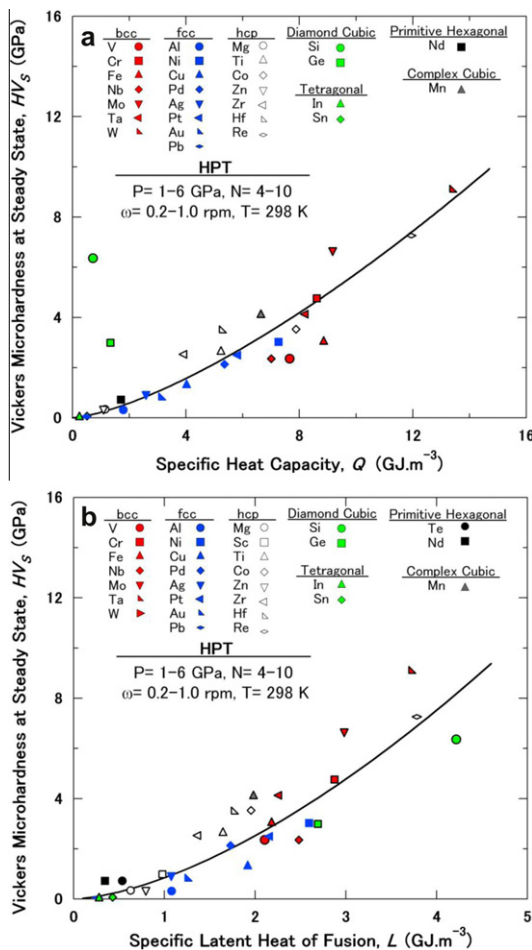 a
Vickers Microhardness at Steady State, HVS (GPa)
16
12
8
4
0
bcc
V
Cr
Fe
Nb
Mo
Ta
W
fcc
Al
Ni
Cu
Pd
Ag
Pt
Au
Pb
hcp
Mg
Ti
Co
Zn
Zr
Hf
Re
Diamond Cubic
Si
Ge
Tetragonal
In
Sn
Primitive Hexagonal
Nd
Complex Cubic
Mn
HPT
P= 1-6 GPa, N= 4-10
ω= 0.2-1.0 rpm, T= 298 K
0 2 4 6 8 10 12 14 16
Specific Heat Capacity, Q (GJ.m⁻³)
b
Vickers Microhardness at Steady State, HVS (GPa)
16
12
8
4
0
bcc
V
Cr
Fe
Nb
Mo
Ta
W
fcc
Al
Ni
Cu
Pd
Ag
Pt
Au
Pb
hcp
Mg
Sc
Ti
Co
Zn
Zr
Hf
Re
Diamond Cubic
Si
Ge
Tetragonal
In
Sn
Primitive Hexagonal
Te
Nd
Complex Cubic
Mn
HPT
P= 1-6 GPa, N= 4-10
ω= 0.2-1.0 rpm, T= 298 K
0 1 2 3 4 5
Specific Latent Heat of Fusion, L (GJ.m⁻³)